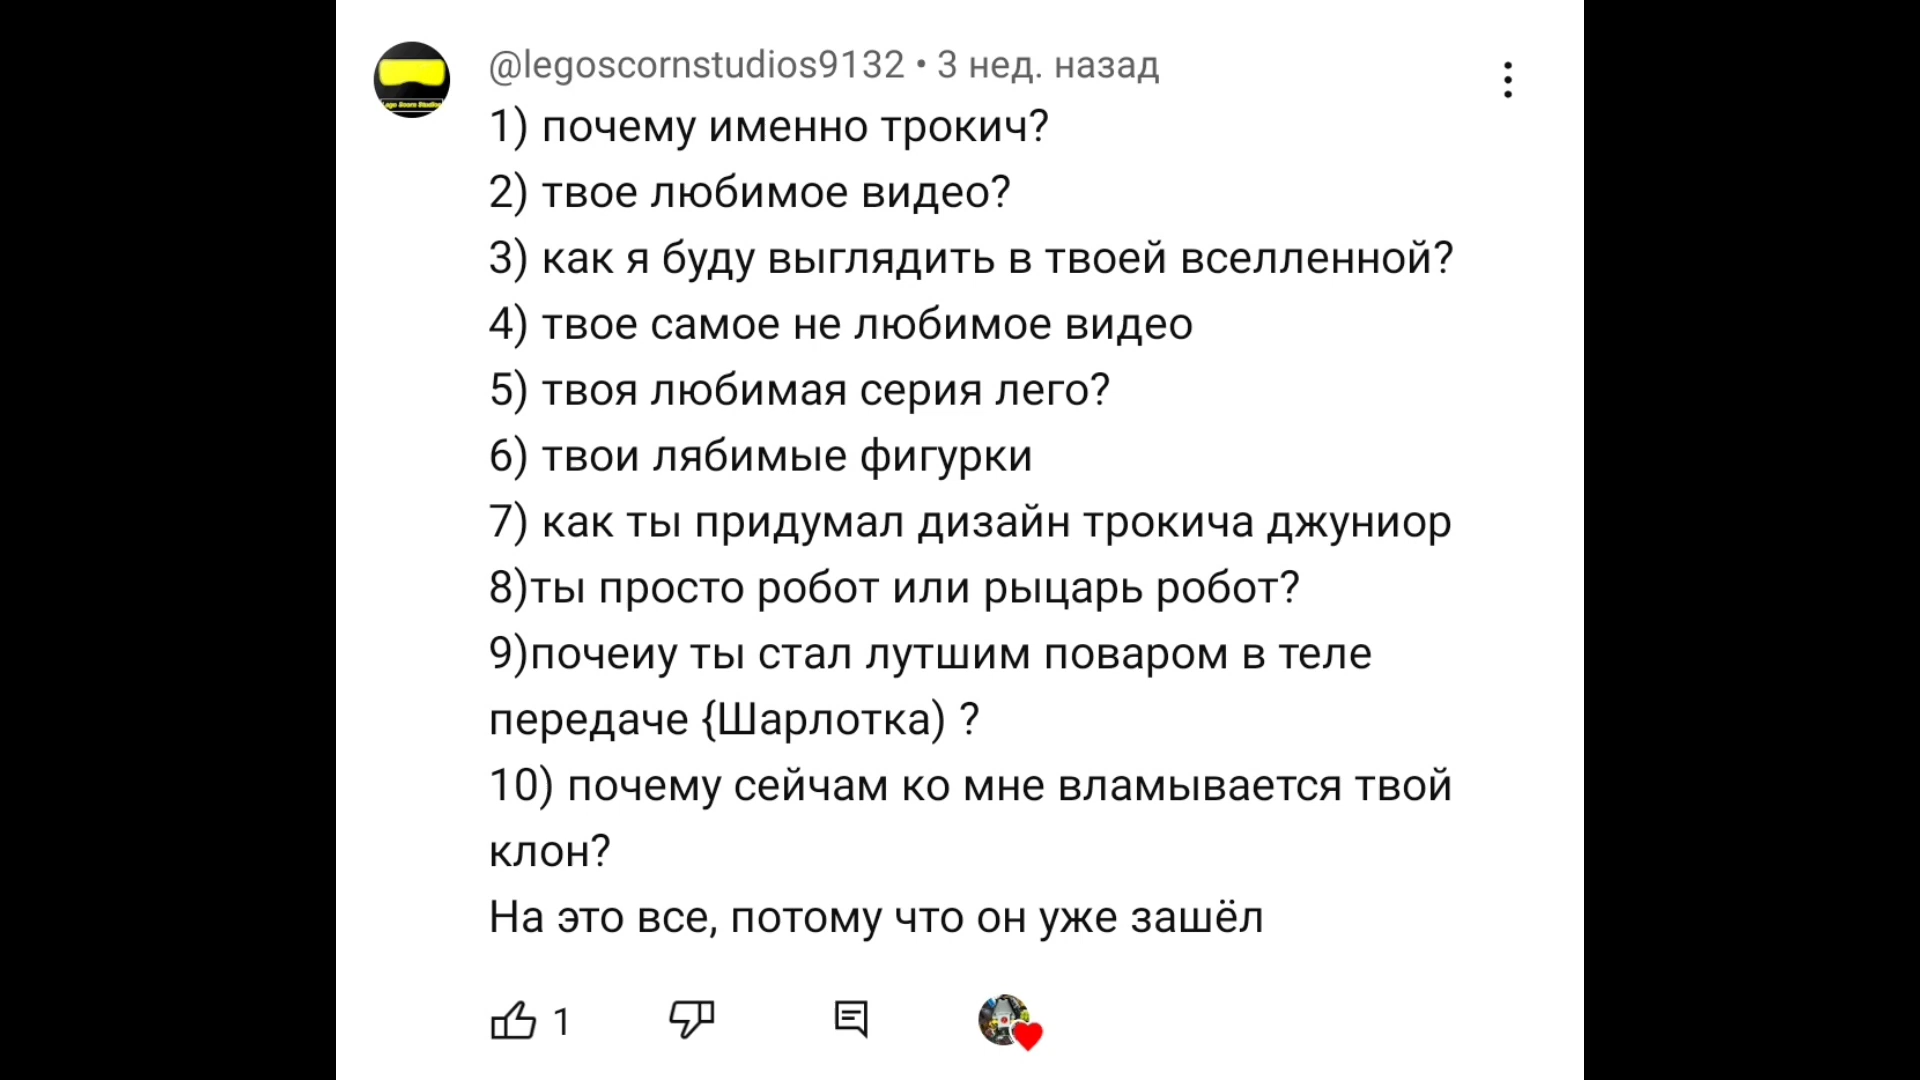 @legoscornstudios9132 • 3 нед. назад
1) почему именно трокич?
2) твое любимое видео?
3) как я буду выглядить в твоей вселленной?
4) твое самое не любимое видео
5) твоя любимая серия лего?
6) твои лябимые фигурки
7) как ты придумал дизайн трокича джуниор
8)ты просто робот или рыцарь робот?
9)почеиу ты стал лутшим поваром в теле
передаче {Шарлотка) ?
10) почему сейчам ко мне вламывается твой
клон?
На это все, потому что он уже зашёл
1